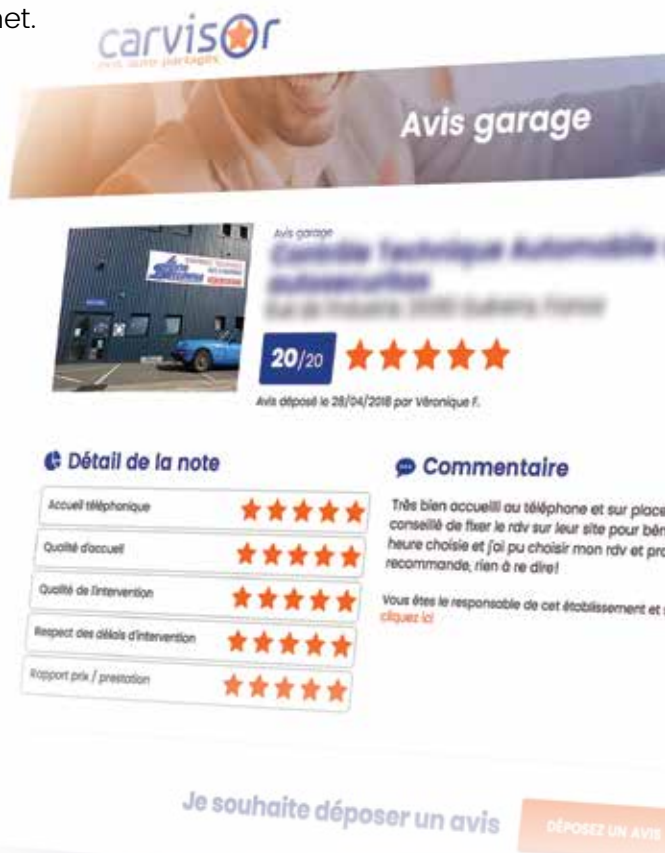 net.
carvisor
avis auto partagés
Avis garage
Avis garage
20/20
Avis déposé le 28/04/2018 par Véronique F.
Détail de la note
Commentaire
Accueil téléphonique
Qualité d'accueil
Qualité de l'intervention
Respect des délais d'intervention
Rapport prix / prestation
Très bien accueilli au téléphone et sur place
conseillé de fixer le rdv sur leur site pour bén
heure choisie et j'ai pu choisir mon rdv et pro
recommande, rien à re dire!
Vous êtes le responsable de cet établissement et s
cliquez ici
Je souhaite déposer un avis
DÉPOSEZ UN AVIS